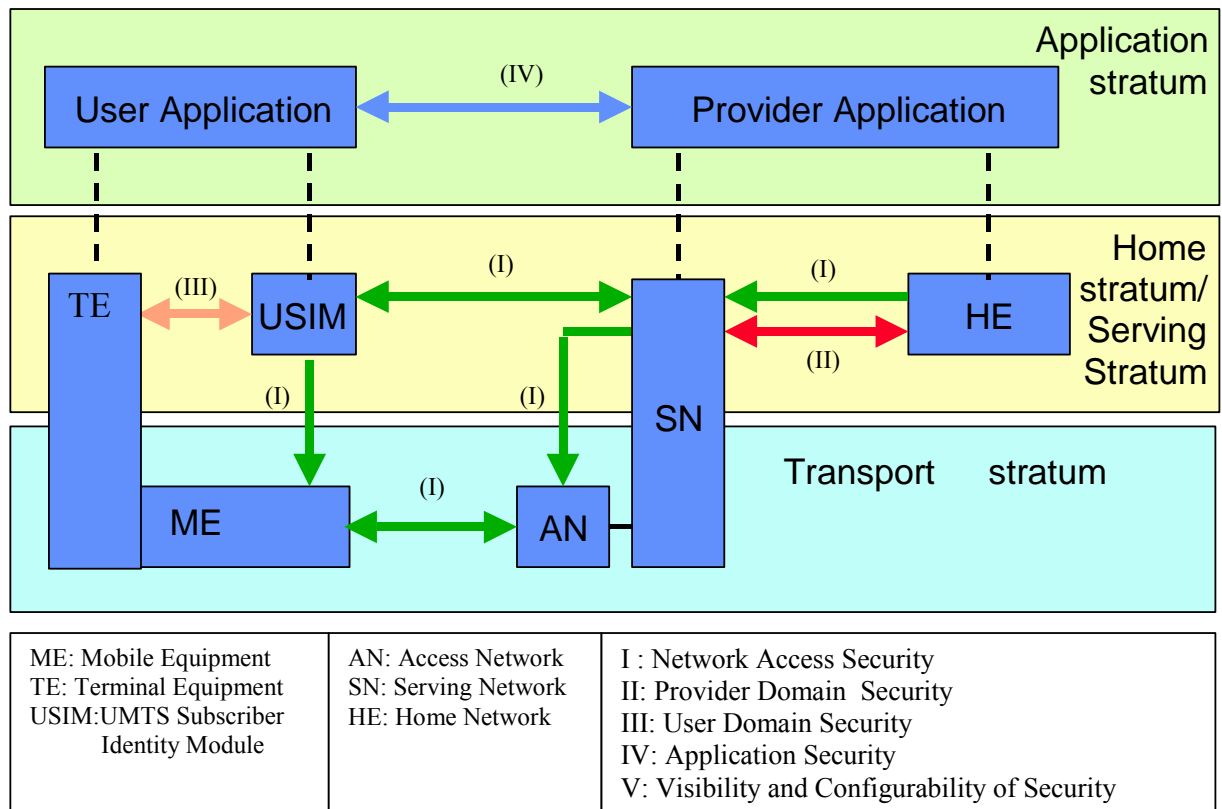 Application
stratum
(IV)
User Application
Provider Application
Home
stratum/
Serving
Stratum
(I)
(I)
(III)
TE
USIM
HE
(II)
(I)
(I)
SN
Transport stratum
(I)
ME
AN
ME: Mobile Equipment
TE: Terminal Equipment
USIM:UMTS Subscriber
Identity Module
AN: Access Network
SN: Serving Network
HE: Home Network
I : Network Access Security
II: Provider Domain Security
III: User Domain Security
IV: Application Security
V: Visibility and Configurability of Security